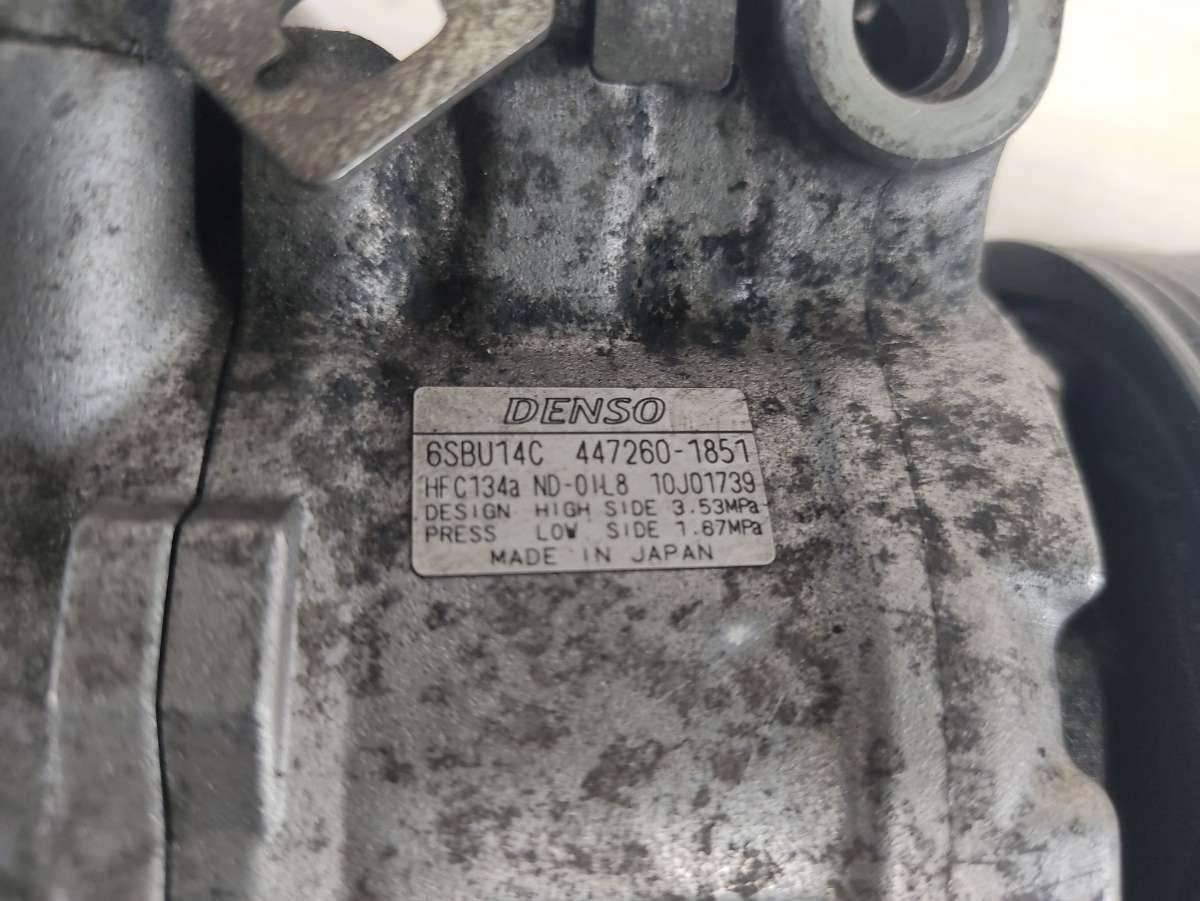 DENSO
6SBU14C 447260-1851
HFC134a ND-OIL8 10J01739
DESIGN HIGH SIDE 3.53MPa
PRESS LOW SIDE 1.67MPa
MADE IN JAPAN